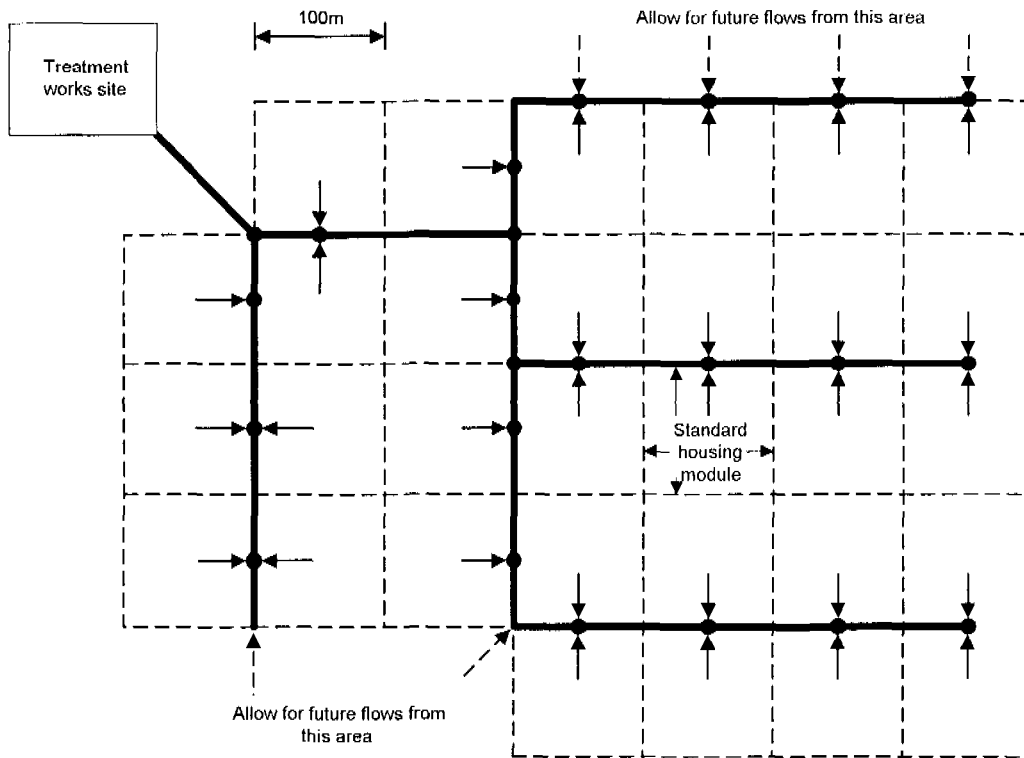 100m
Allow for future flows from this area
Treatment
works site
Standard
housing
module
Allow for future flows from
this area